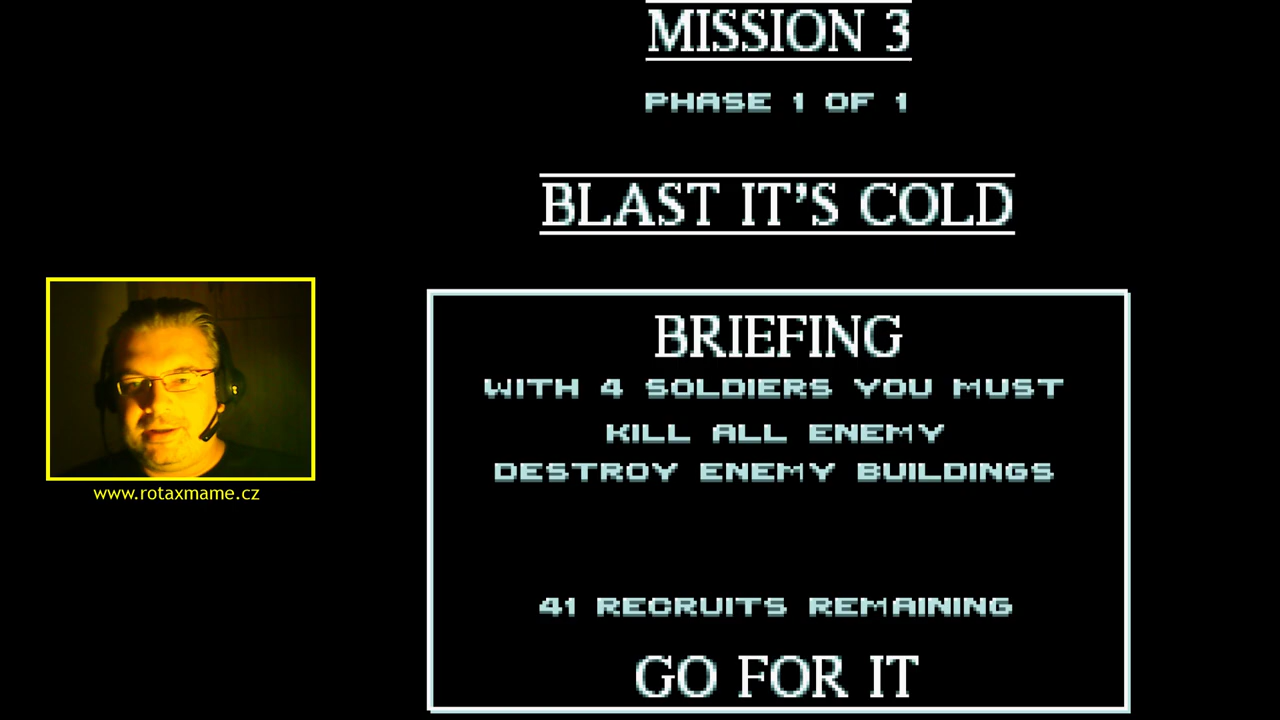 MISSION 3
PHASE 1 OF 1
BLAST IT'S COLD
BRIEFING
WITH 4 SOLDIERS YOU MUST
KILL ALL ENEMY
DESTROY ENEMY BUILDINGS
www.rotaxmame.cz
41 RECRUITS REMAINING
GO FOR IT